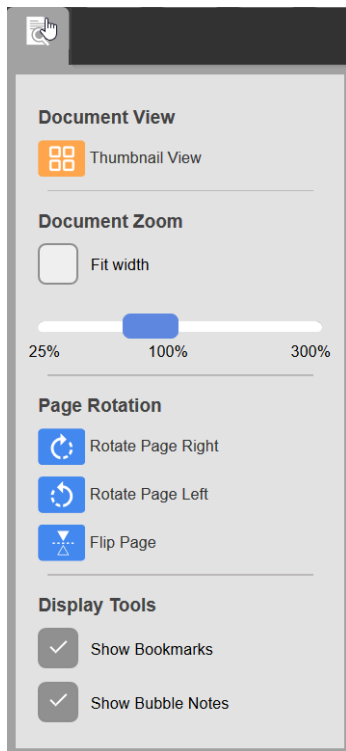 Document View
Thumbnail View
Document Zoom
Fit width
25% 100% 300%
Page Rotation
Rotate Page Right
Rotate Page Left
Flip Page
Display Tools
Show Bookmarks
Show Bubble Notes